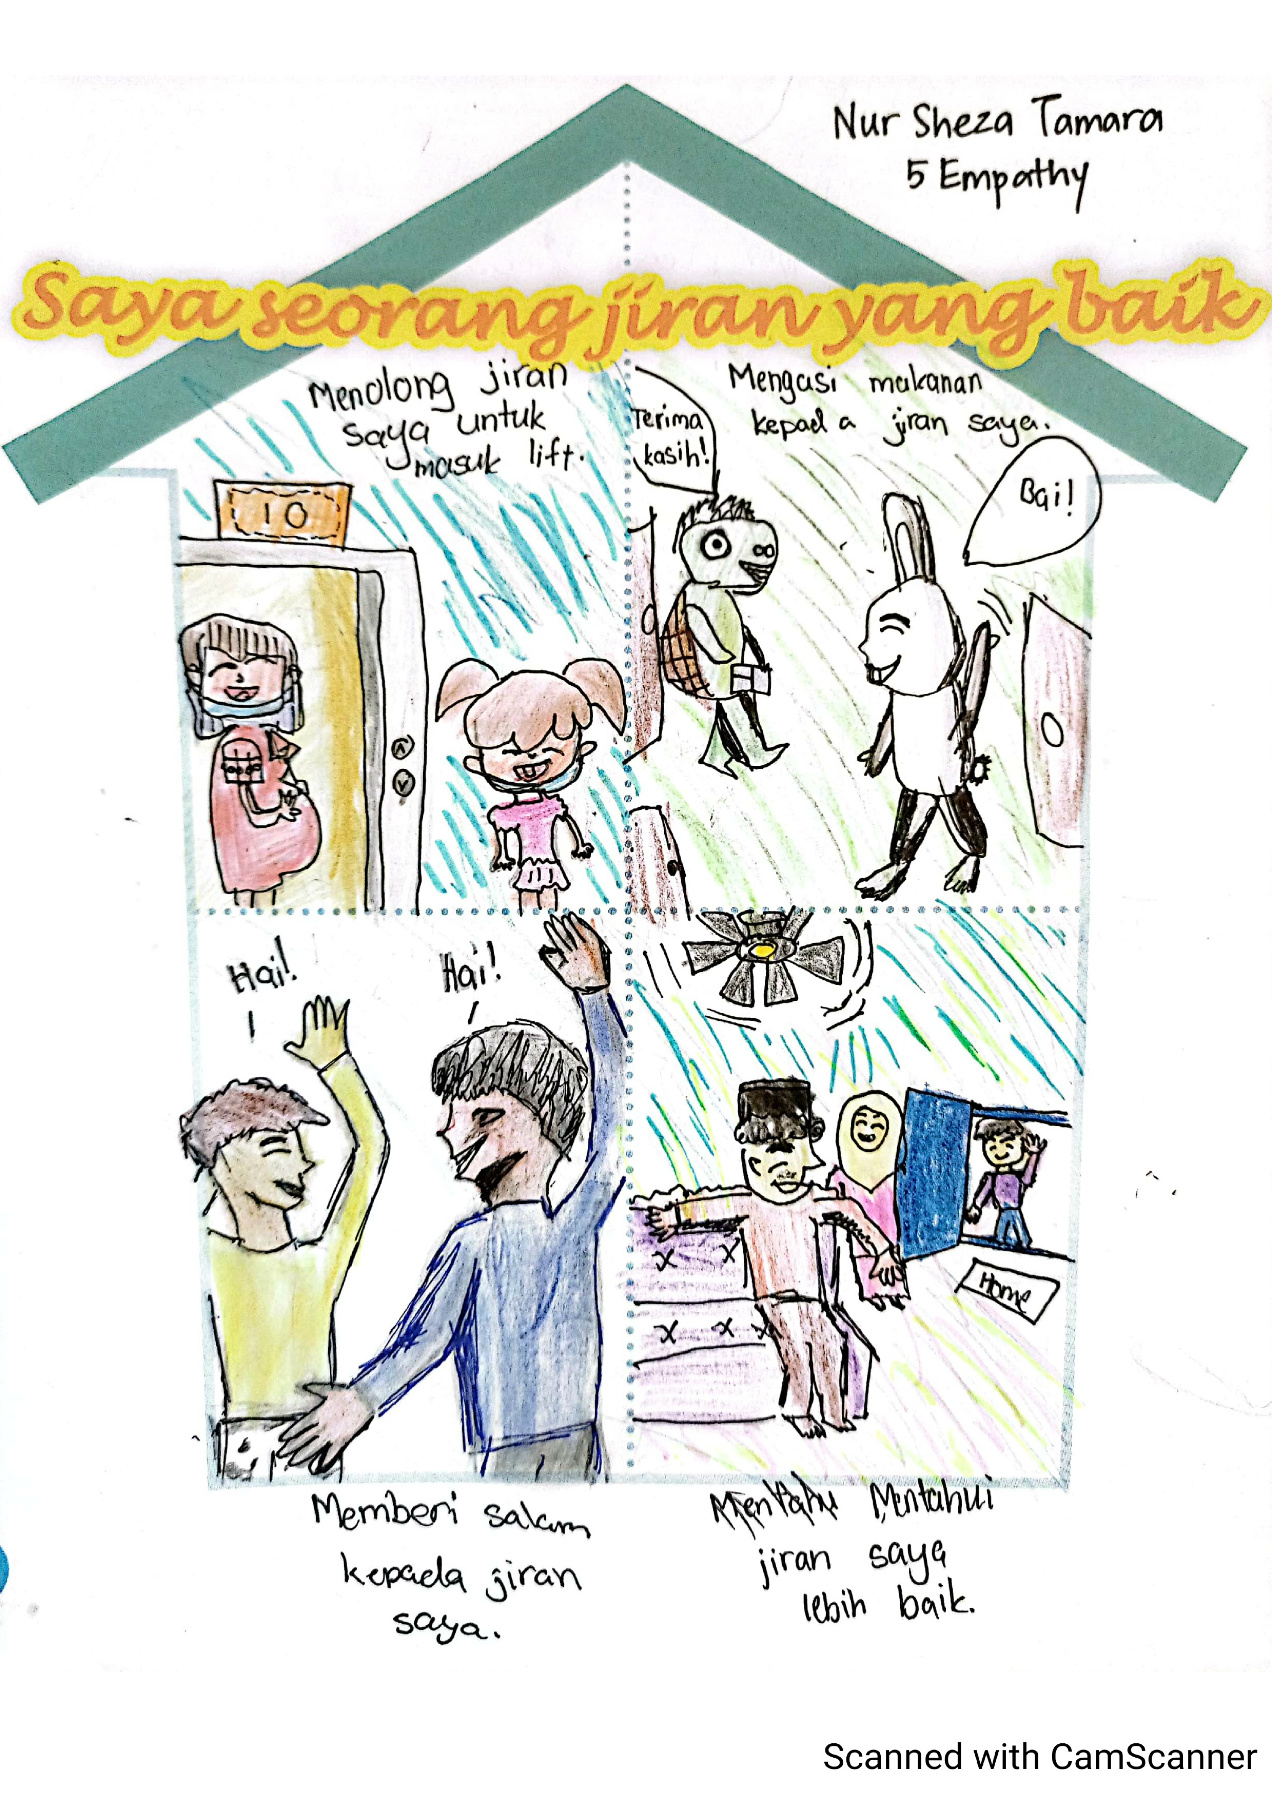 Nur Sheza Tamara
5 Empathy
Saya seorang jiran yang baik
Menolong jiran
saya untuk
masuk lift.
10
Terima
kasih!
Mengasi makanan
kepada jiran saya.
Bai!
Hai!
Hai!
Home
Memberi salam
kepada jiran
saya.
Mentahui
jiran saya
lebih baik.
Scanned with CamScanner